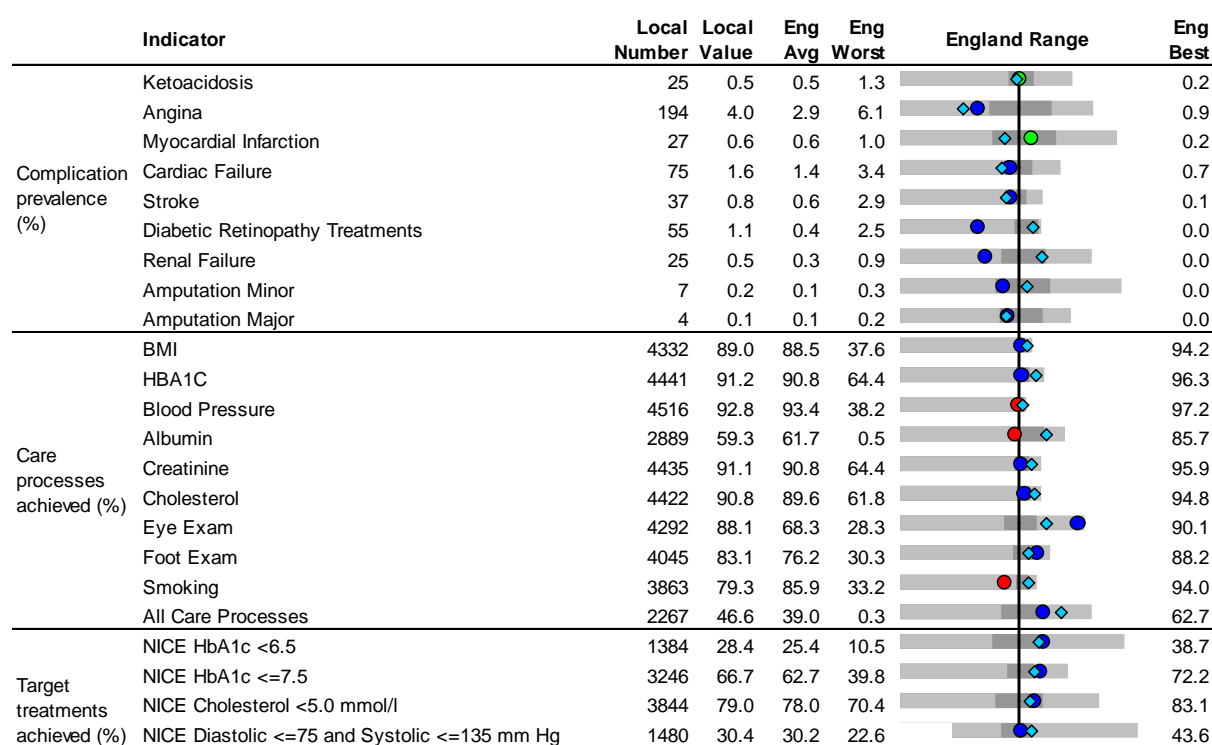 Indicator Local Number Local Value Eng Avg Eng Worst England Range Eng Best
Complication prevalence (%)
Ketoacidosis 25 0.5 0.5 1.3 0.2
Angina 194 4.0 2.9 6.1 0.9
Myocardial Infarction 27 0.6 0.6 1.0 0.2
Cardiac Failure 75 1.6 1.4 3.4 0.7
Stroke 37 0.8 0.6 2.9 0.1
Diabetic Retinopathy Treatments 55 1.1 0.4 2.5 0.0
Renal Failure 25 0.5 0.3 0.9 0.0
Amputation Minor 7 0.2 0.1 0.3 0.0
Amputation Major 4 0.1 0.1 0.2 0.0
Care processes achieved (%)
BMI 4332 89.0 88.5 37.6 94.2
HBA1C 4441 91.2 90.8 64.4 96.3
Blood Pressure 4516 92.8 93.4 38.2 97.2
Albumin 2889 59.3 61.7 0.5 85.7
Creatinine 4435 91.1 90.8 64.4 95.9
Cholesterol 4422 90.8 89.6 61.8 94.8
Eye Exam 4292 88.1 68.3 28.3 90.1
Foot Exam 4045 83.1 76.2 30.3 88.2
Smoking 3863 79.3 85.9 33.2 94.0
All Care Processes 2267 46.6 39.0 0.3 62.7
Target treatments achieved (%)
NICE HbA1c <6.5 1384 28.4 25.4 10.5 38.7
NICE HbA1c <=7.5 3246 66.7 62.7 39.8 72.2
NICE Cholesterol <5.0 mmol/l 3844 79.0 78.0 70.4 83.1
NICE Diastolic <=75 and Systolic <=135 mm Hg 1480 30.4 30.2 22.6 43.6